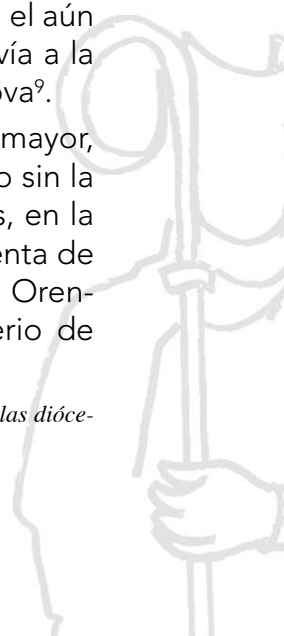 el aún
vía a la
ova⁹.
mayor,
o sin la
s, en la
enta de
Oren-
erio de
las dióce-